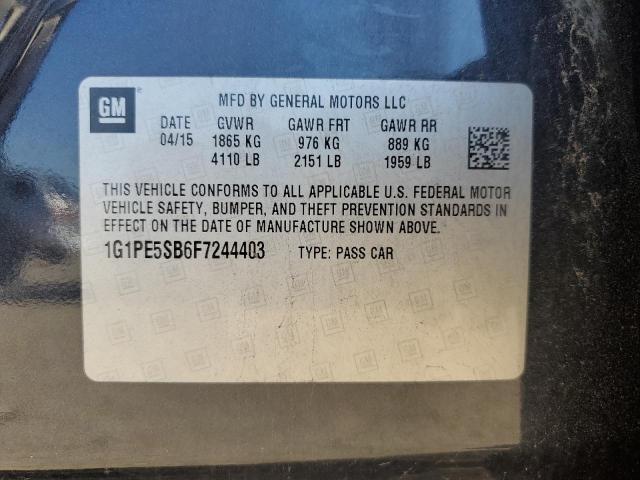 GM
MFD BY GENERAL MOTORS LLC
DATE GVWR GAWR FRT GAWR RR
04/15 1865 KG 976 KG 889 KG
4110 LB 2151 LB 1959 LB
THIS VEHICLE CONFORMS TO ALL APPLICABLE U.S. FEDERAL MOTOR
VEHICLE SAFETY, BUMPER, AND THEFT PREVENTION STANDARDS IN
EFFECT ON THE DATE OF MANUFACTURE SHOWN ABOVE.
1G1PE5SB6F7244403 TYPE: PASS CAR